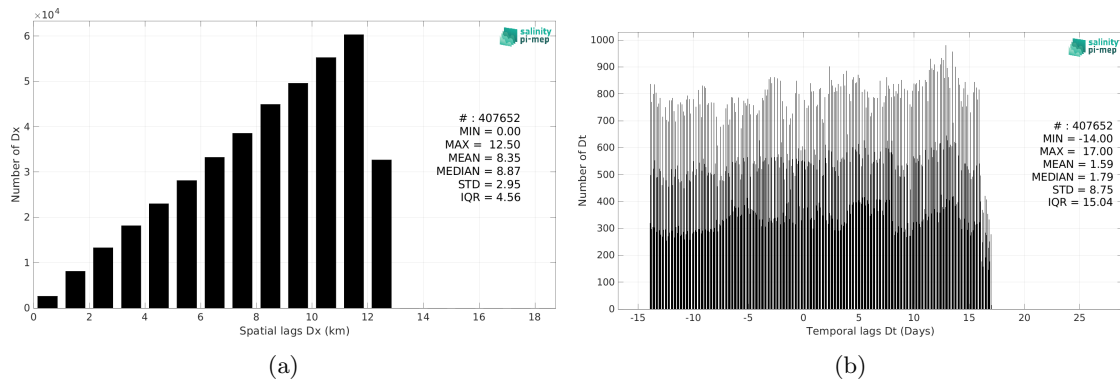 ×10⁴
6
5
4
3
2
1
0
Number of Dx
0 2 4 6 8 10 12 14 16 18
Spatial lags Dx (km)
salinity
pi-mep
# : 407652
MIN = 0.00
MAX = 12.50
MEAN = 8.35
MEDIAN = 8.87
STD = 2.95
IQR = 4.56
(a)
1000
900
800
700
600
500
400
300
200
100
0
Number of Dt
-15 -10 -5 0 5 10 15 20 25
Temporal lags Dt (Days)
salinity
pi-mep
# : 407652
MIN = -14.00
MAX = 17.00
MEAN = 1.59
MEDIAN = 1.79
STD = 8.75
IQR = 15.04
(b)